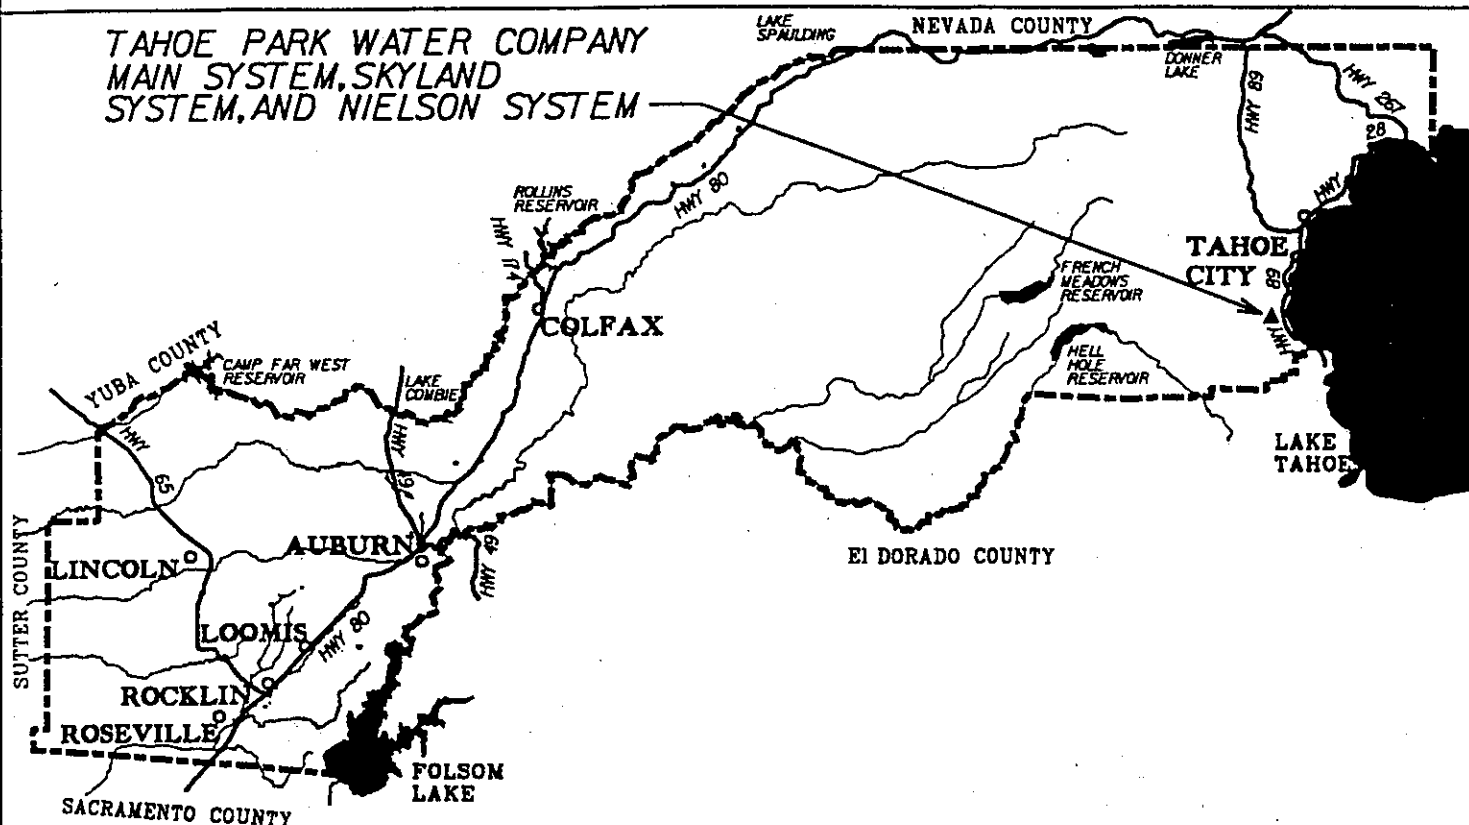 TAHOE PARK WATER COMPANY
MAIN SYSTEM, SKYLAND
SYSTEM, AND NIELSON SYSTEM
LAKE
SPAULDING
NEVADA COUNTY
DONNER
LAKE
HWY 89
HWY 267
28
HWY
ROLLINS
RESERVOIR
HWY 80
HWY 174
TAHOE
CITY
89
HWY
FRENCH
MEADOWS
RESERVOIR
COLFAX
HELL
HOLE
RESERVOIR
YUBA COUNTY
CAMP FAR WEST
RESERVOIR
LAKE
COMBIE
HWY
65
HWY 49
LAKE
TAHOE
SUTTER COUNTY
AUBURN
HWY 49
El DORADO COUNTY
LINCOLN
LOOMIS
HWY 80
ROCKLIN
ROSEVILLE
FOLSOM
LAKE
SACRAMENTO COUNTY